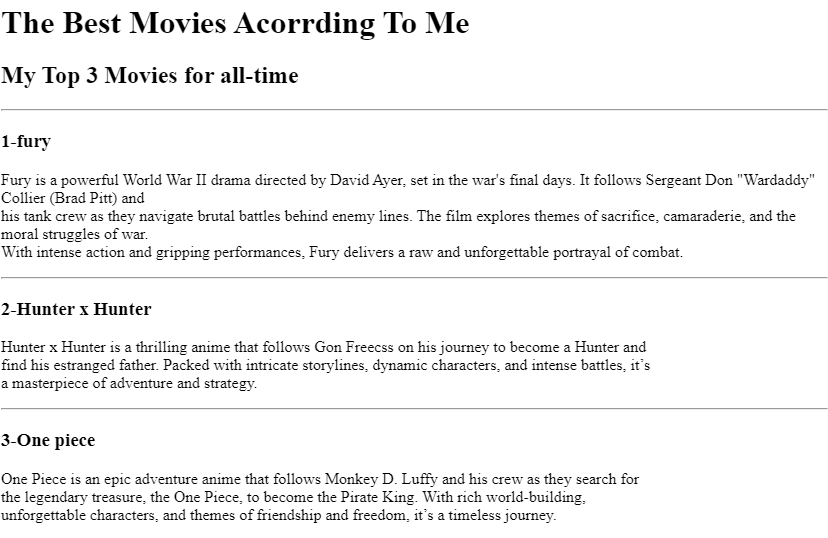 The Best Movies Acorrding To Me
My Top 3 Movies for all-time
1-fury
Fury is a powerful World War II drama directed by David Ayer, set in the war's final days. It follows Sergeant Don "Wardaddy"
Collier (Brad Pitt) and
his tank crew as they navigate brutal battles behind enemy lines. The film explores themes of sacrifice, camaraderie, and the
moral struggles of war.
With intense action and gripping performances, Fury delivers a raw and unforgettable portrayal of combat.
2-Hunter x Hunter
Hunter x Hunter is a thrilling anime that follows Gon Freecss on his journey to become a Hunter and
find his estranged father. Packed with intricate storylines, dynamic characters, and intense battles, it’s
a masterpiece of adventure and strategy.
3-One piece
One Piece is an epic adventure anime that follows Monkey D. Luffy and his crew as they search for
the legendary treasure, the One Piece, to become the Pirate King. With rich world-building,
unforgettable characters, and themes of friendship and freedom, it’s a timeless journey.